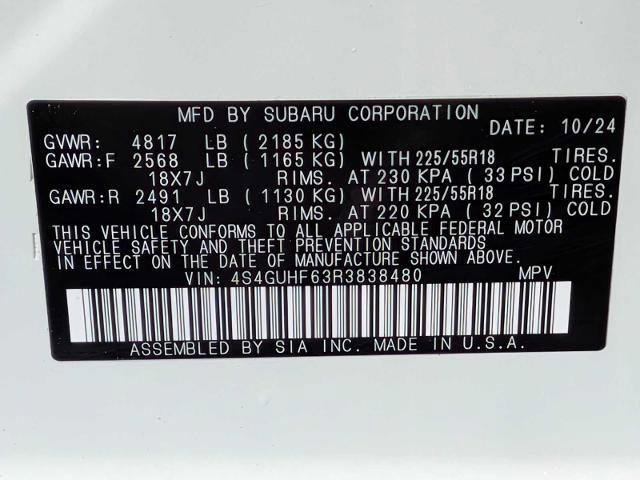 MFD BY SUBARU CORPORATION
DATE: 10/24
GVWR: 4817 LB ( 2185 KG)
GAWR:F 2568 LB ( 1165 KG) WITH 225/55R18 TIRES.
18X7J RIMS. AT 230 KPA ( 33 PSI) COLD
GAWR:R 2491 LB ( 1130 KG) WITH 225/55R18 TIRES.
18X7J RIMS. AT 220 KPA ( 32 PSI) COLD
THIS VEHICLE CONFORMS TO ALL APPLICABLE FEDERAL MOTOR
VEHICLE SAFETY AND THEFT PREVENTION STANDARDS
IN EFFECT ON THE DATE OF MANUFACTURE SHOWN ABOVE.
VIN: 4S4GUHF63R3838480 MPV
ASSEMBLED BY SIA INC. MADE IN U.S.A.